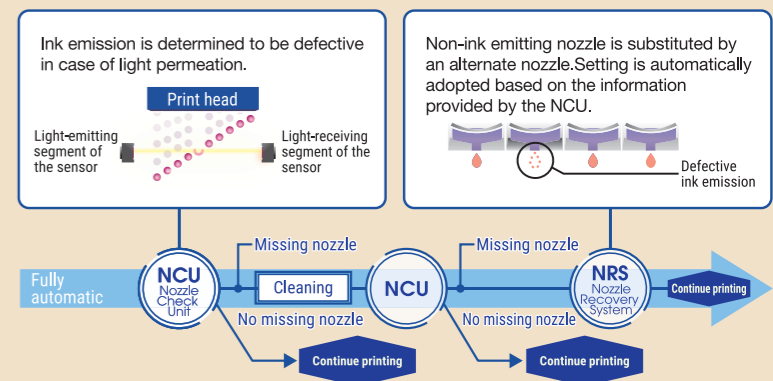 Ink emission is determined to be defective
in case of light permeation.
Print head
Light-emitting
segment of
the sensor
Light-receiving
segment of the
sensor
Non-ink emitting nozzle is substituted by
an alternate nozzle.Setting is automatically
adopted based on the information
provided by the NCU.
Defective
ink emission
Fully
automatic
NCU
Nozzle
Check
Unit
Missing nozzle
Cleaning
No missing nozzle
Continue printing
NCU
Missing nozzle
No missing nozzle
Continue printing
NRS
Nozzle
Recovery
System
Continue printing